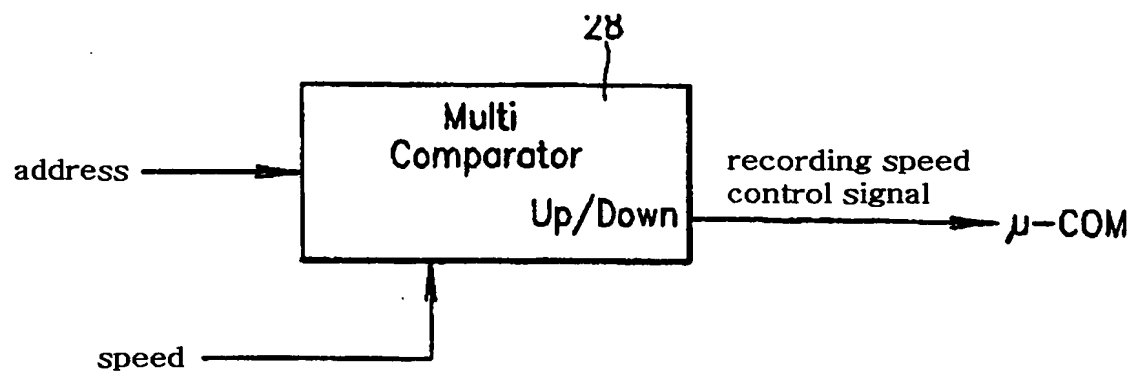 28
Multi
Comparator
address
recording speed
control signal
Up/Down
μ-COM
speed